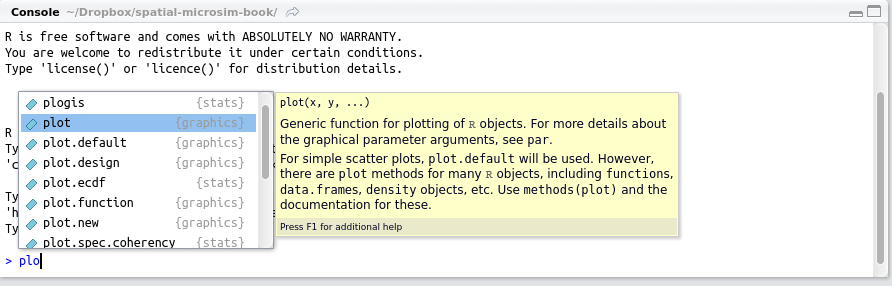 Console ~/Dropbox/spatial-microsim-book/
R is free software and comes with ABSOLUTELY NO WARRANTY.
You are welcome to redistribute it under certain conditions.
Type 'license()' or 'licence()' for distribution details.
R
Ty
'c
Ty
'h
Ty
plogis {stats}
plot {graphics}
plot.default {graphics}
plot.design {graphics}
plot.ecdf {stats}
plot.function {graphics}
plot.new {graphics}
plot.spec.coherency {stats}
plot(x, y, ...)
Generic function for plotting of R objects. For more details about
the graphical parameter arguments, see par.
For simple scatter plots, plot.default will be used. However,
there are plot methods for many R objects, including functions,
data.frames, density objects, etc. Use methods(plot) and the
documentation for these.
Press F1 for additional help
> plo